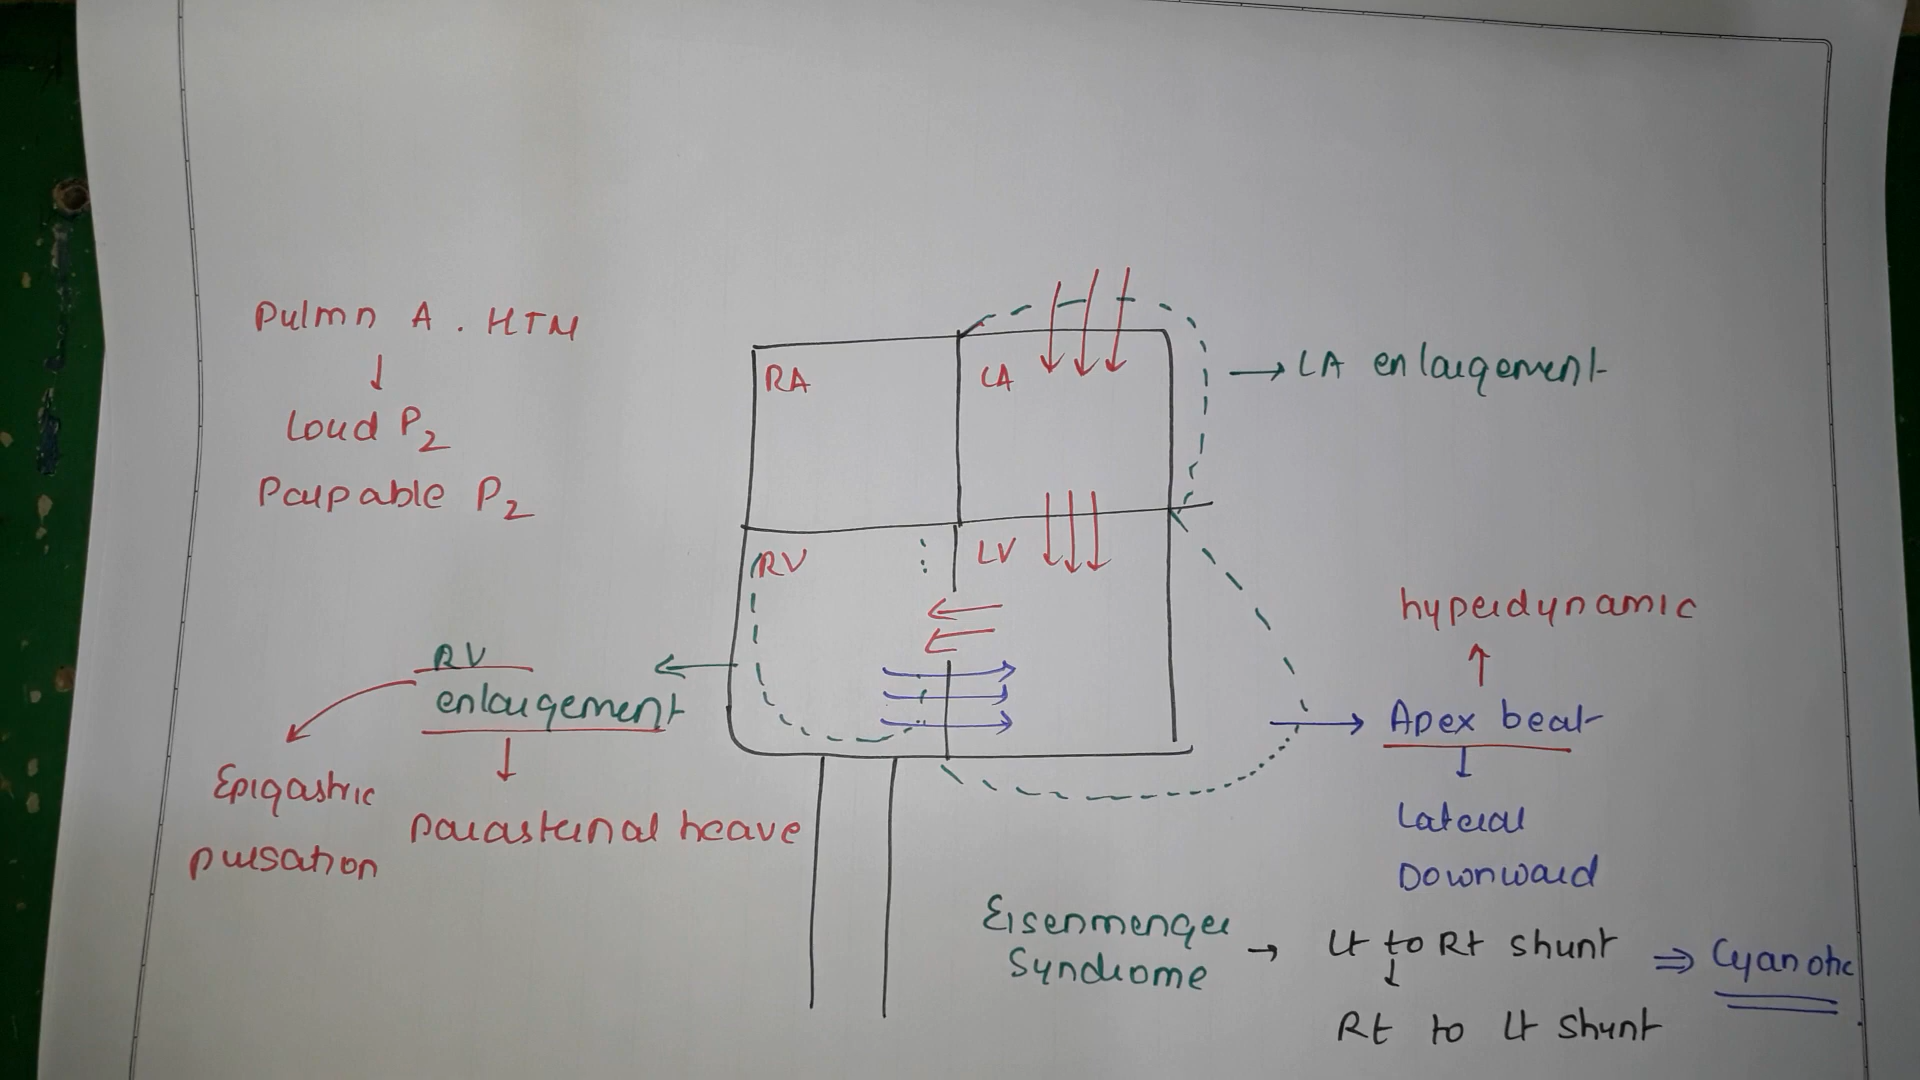 Pulmn A. HTN
↓
Loud P2
Palpable P2
RA
LA
→ LA enlargement
RV
LV
RV
enlargement
Epigastric
pulsation
parasternal heave
hyperdynamic
↑
Apex beat
↓
Lateral
Downward
Eisenmenger
Syndrome
→ Lt to Rt shunt ⇒ Cyanotic
↓
Rt to Lt shunt